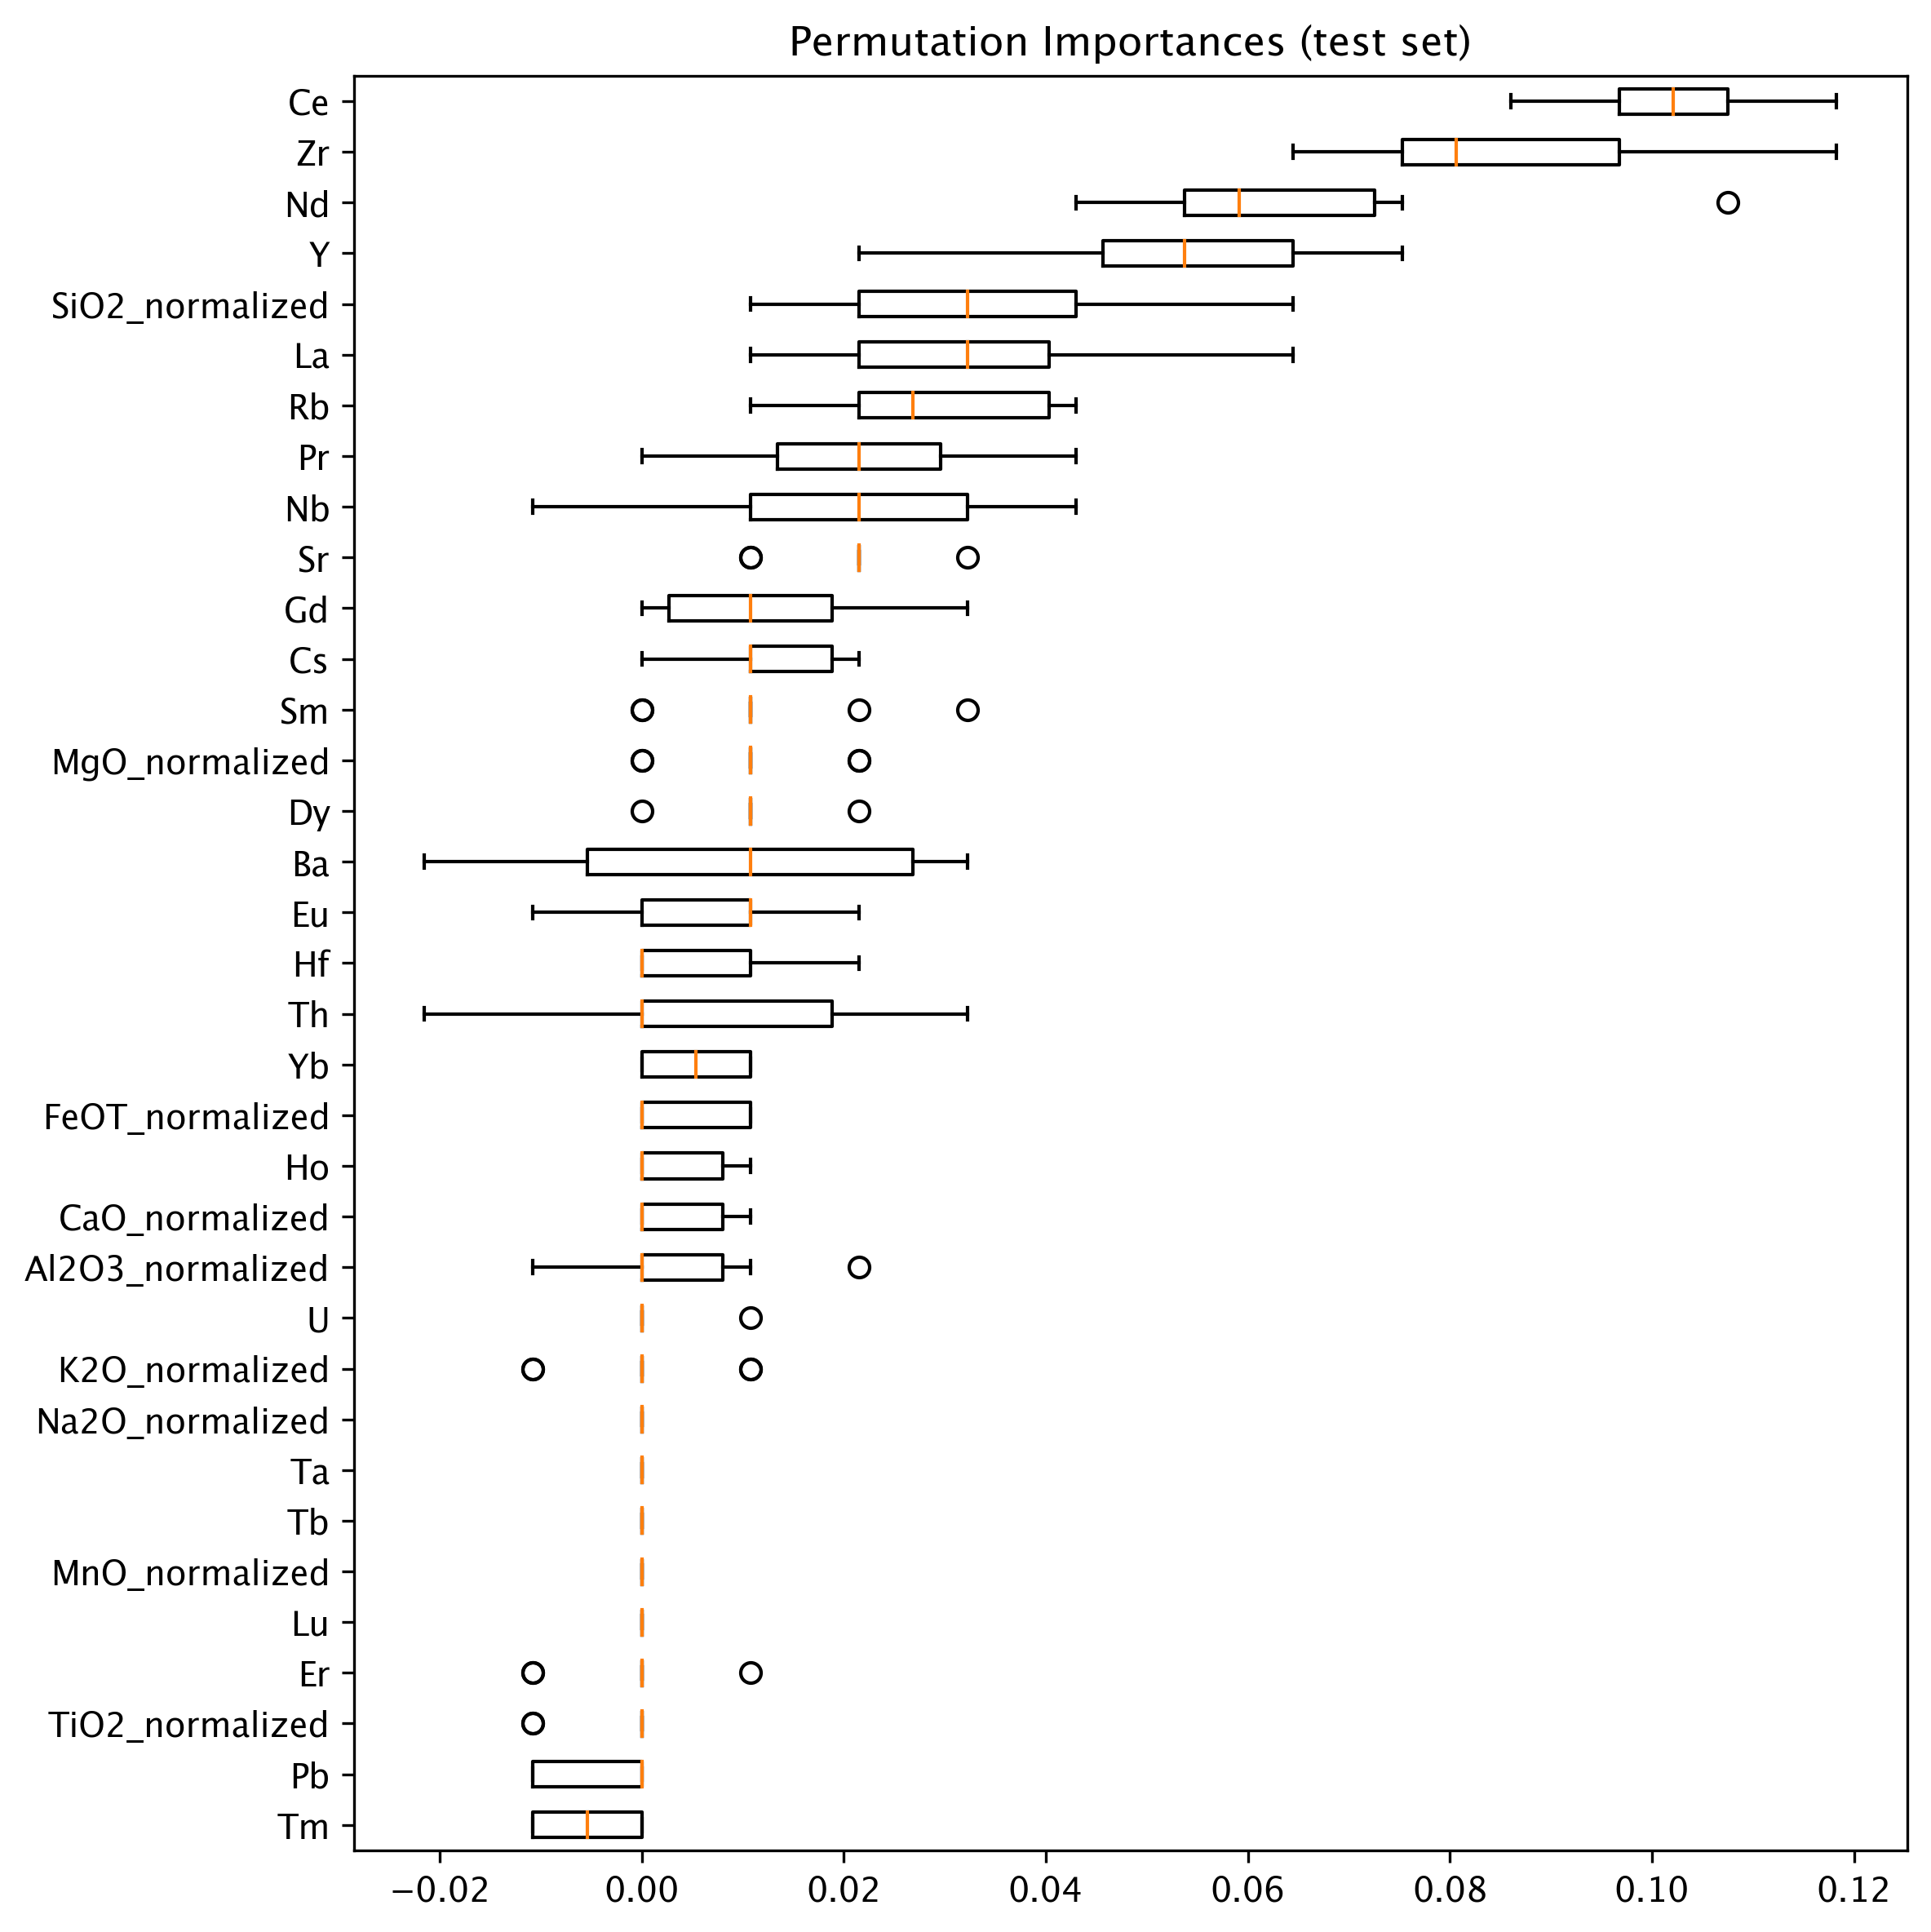 Permutation Importances (test set)
Ce
Zr
Nd
Y
SiO2_normalized
La
Rb
Pr
Nb
Sr
Gd
Cs
Sm
MgO_normalized
Dy
Ba
Eu
Hf
Th
Yb
FeOT_normalized
Ho
CaO_normalized
Al2O3_normalized
U
K2O_normalized
Na2O_normalized
Ta
Tb
MnO_normalized
Lu
Er
TiO2_normalized
Pb
Tm
−0.02 0.00 0.02 0.04 0.06 0.08 0.10 0.12